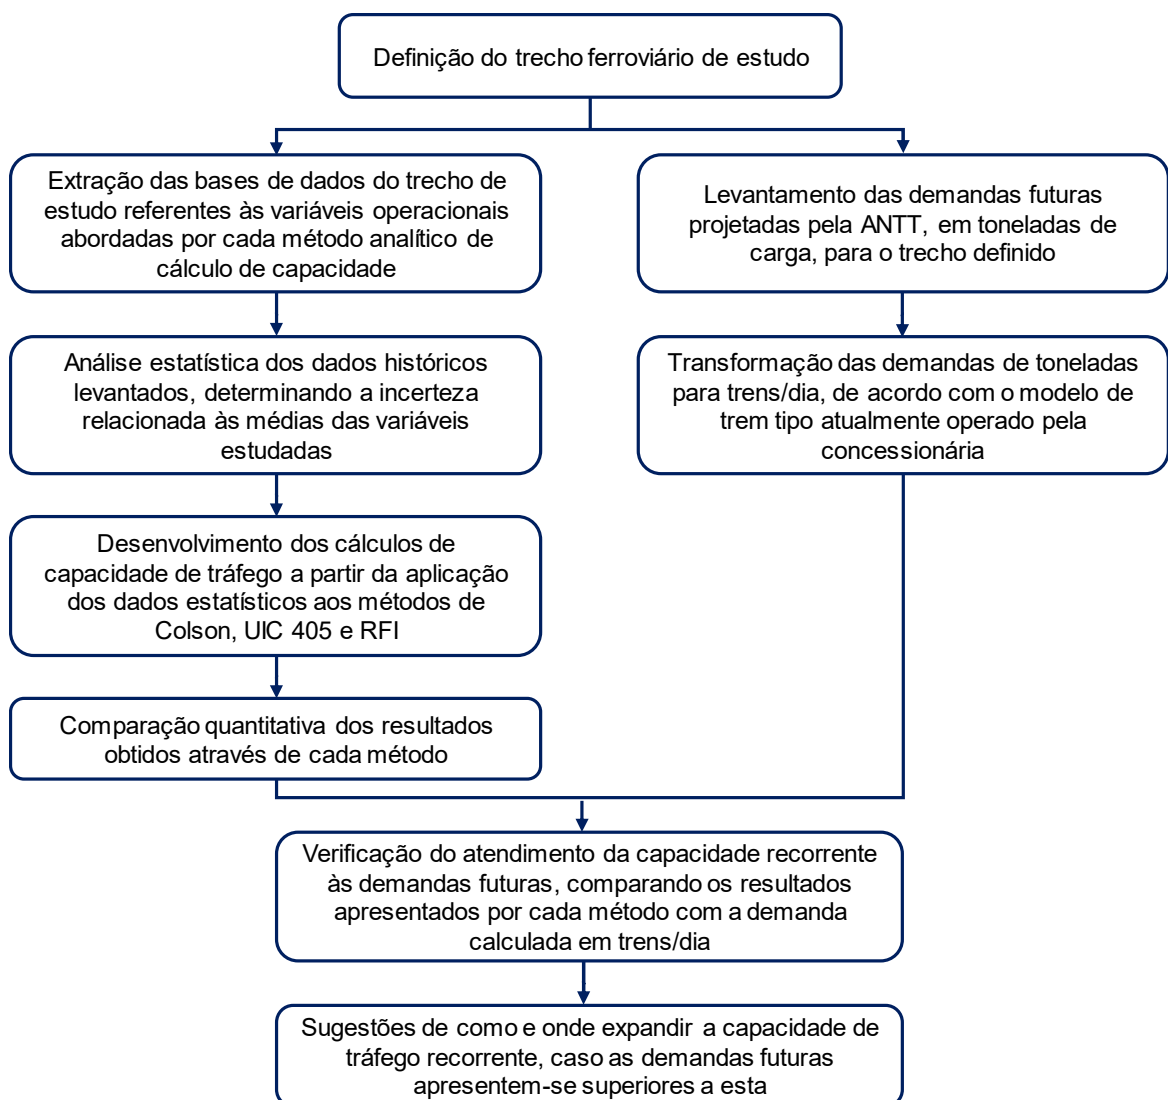 Definição do trecho ferroviário de estudo
Extração das bases de dados do trecho de
estudo referentes às variáveis operacionais
abordadas por cada método analítico de
cálculo de capacidade
Levantamento das demandas futuras
projetadas pela ANTT, em toneladas de
carga, para o trecho definido
Análise estatística dos dados históricos
levantados, determinando a incerteza
relacionada às médias das variáveis
estudadas
Transformação das demandas de toneladas
para trens/dia, de acordo com o modelo de
trem tipo atualmente operado pela
concessionária
Desenvolvimento dos cálculos de
capacidade de tráfego a partir da aplicação
dos dados estatísticos aos métodos de
Colson, UIC 405 e RFI
Comparação quantitativa dos resultados
obtidos através de cada método
Verificação do atendimento da capacidade recorrente
às demandas futuras, comparando os resultados
apresentados por cada método com a demanda
calculada em trens/dia
Sugestões de como e onde expandir a capacidade de
tráfego recorrente, caso as demandas futuras
apresentem-se superiores a esta